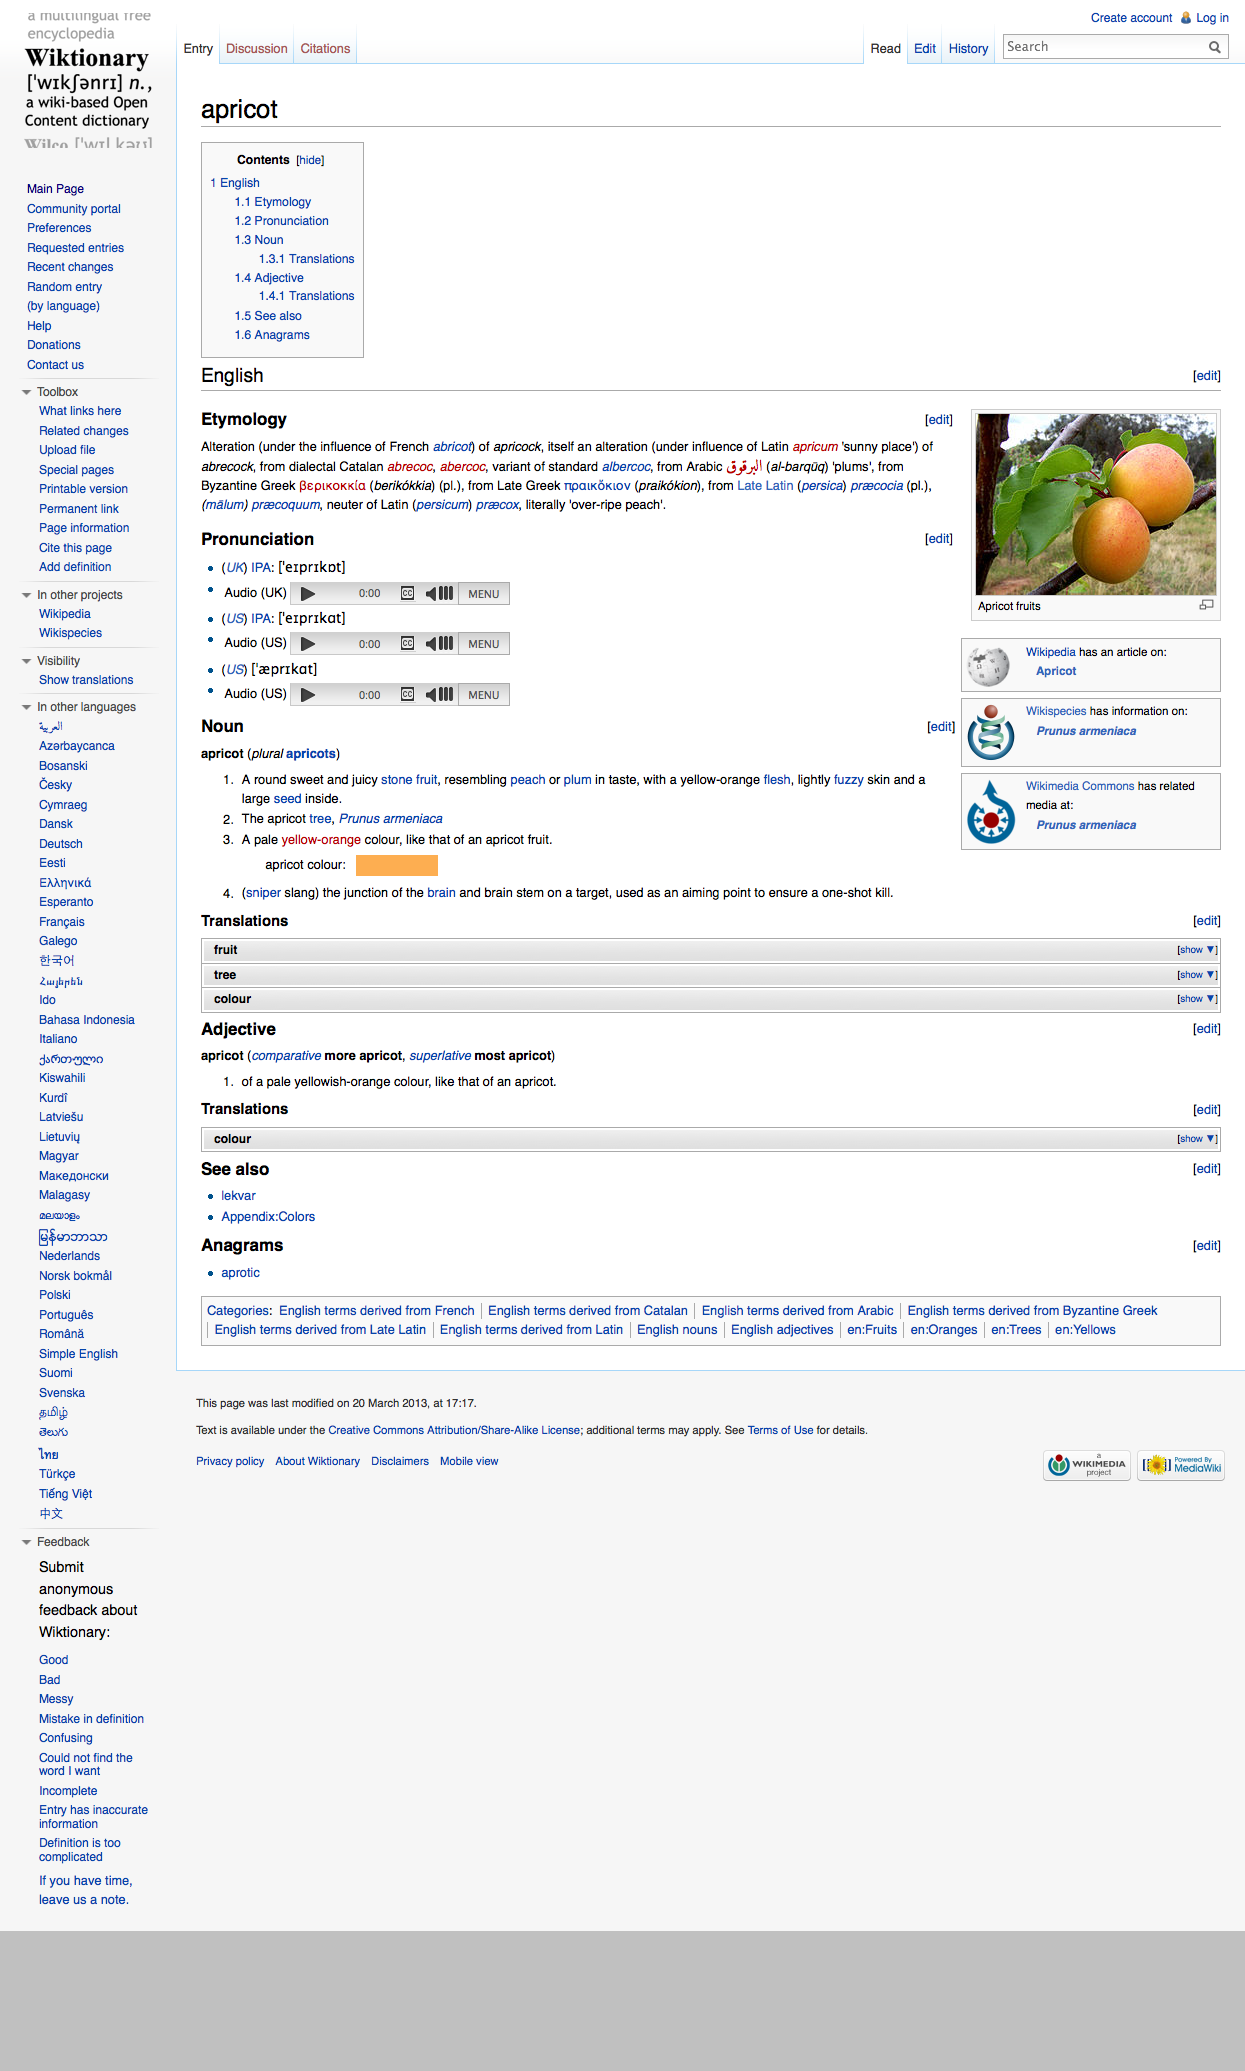 a multilingual free
encyclopedia
Wiktionary
['wɪkʃənrɪ] n.,
a wiki-based Open
Content dictionary
Wilco ['wɪl kəʊ]
Create account Log in
Entry Discussion Citations Read Edit History Search
apricot
Contents [hide]
1 English
1.1 Etymology
1.2 Pronunciation
1.3 Noun
1.3.1 Translations
1.4 Adjective
1.4.1 Translations
1.5 See also
1.6 Anagrams
English [edit]
Etymology [edit]
Alteration (under the influence of French abricot) of apricock, itself an alteration (under influence of Latin apricum 'sunny place') of
abrecock, from dialectal Catalan abrecoc, abercoc, variant of standard albercoc, from Arabic البرقوق (al-barqūq) 'plums', from
Byzantine Greek βερικοκκία (berikókkia) (pl.), from Late Greek πραικόκιον (praikókion), from Late Latin (persica) præcocia (pl.),
(mālum) præcoquum, neuter of Latin (persicum) præcox, literally 'over-ripe peach'.
Apricot fruits
Pronunciation [edit]
(UK) IPA: [ˈeɪprɪkɒt]
Audio (UK) 0:00 CC MENU
(US) IPA: [ˈeɪprɪkɑt]
Audio (US) 0:00 CC MENU
(US) [ˈæprɪkɑt]
Audio (US) 0:00 CC MENU
Wikipedia has an article on:
Apricot
Wikispecies has information on:
Prunus armeniaca
Wikimedia Commons has related
media at:
Prunus armeniaca
Noun [edit]
apricot (plural apricots)
1. A round sweet and juicy stone fruit, resembling peach or plum in taste, with a yellow-orange flesh, lightly fuzzy skin and a
large seed inside.
2. The apricot tree, Prunus armeniaca
3. A pale yellow-orange colour, like that of an apricot fruit.
apricot colour:
4. (sniper slang) the junction of the brain and brain stem on a target, used as an aiming point to ensure a one-shot kill.
Translations [edit]
fruit [show ▼]
tree [show ▼]
colour [show ▼]
Adjective [edit]
apricot (comparative more apricot, superlative most apricot)
1. of a pale yellowish-orange colour, like that of an apricot.
Translations [edit]
colour [show ▼]
See also [edit]
lekvar
Appendix:Colors
Anagrams [edit]
aprotic
Categories: English terms derived from French | English terms derived from Catalan | English terms derived from Arabic | English terms derived from Byzantine Greek
| English terms derived from Late Latin | English terms derived from Latin | English nouns | English adjectives | en:Fruits | en:Oranges | en:Trees | en:Yellows
This page was last modified on 20 March 2013, at 17:17.
Text is available under the Creative Commons Attribution/Share-Alike License; additional terms may apply. See Terms of Use for details.
Privacy policy About Wiktionary Disclaimers Mobile view
a
WIKIMEDIA
project
Powered By
MediaWiki
Main Page
Community portal
Preferences
Requested entries
Recent changes
Random entry
(by language)
Help
Donations
Contact us
Toolbox
What links here
Related changes
Upload file
Special pages
Printable version
Permanent link
Page information
Cite this page
Add definition
In other projects
Wikipedia
Wikispecies
Visibility
Show translations
In other languages
العربية
Azərbaycanca
Bosanski
Česky
Cymraeg
Dansk
Deutsch
Eesti
Ελληνικά
Esperanto
Français
Galego
한국어
Հայերեն
Ido
Bahasa Indonesia
Italiano
ქართული
Kiswahili
Kurdî
Latviešu
Lietuvių
Magyar
Македонски
Malagasy
മലയാളം
မြန်မာဘာသာ
Nederlands
Norsk bokmål
Polski
Português
Română
Simple English
Suomi
Svenska
தமிழ்
తెలుగు
ไทย
Türkçe
Tiếng Việt
中文
Feedback
Submit
anonymous
feedback about
Wiktionary:
Good
Bad
Messy
Mistake in definition
Confusing
Could not find the
word I want
Incomplete
Entry has inaccurate
information
Definition is too
complicated
If you have time,
leave us a note.